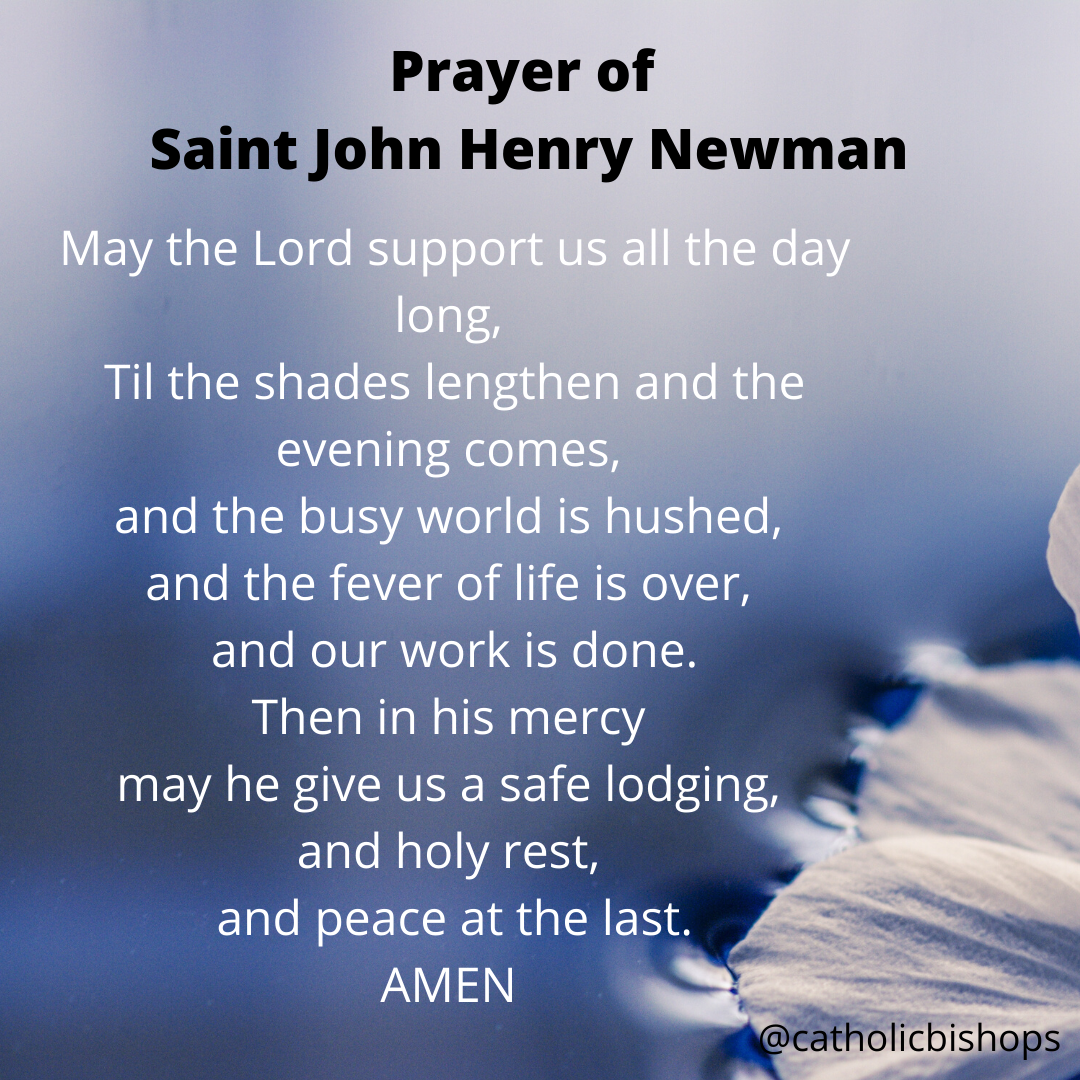 Prayer of
Saint John Henry Newman
May the Lord support us all the day
long,
Til the shades lengthen and the
evening comes,
and the busy world is hushed,
and the fever of life is over,
and our work is done.
Then in his mercy
may he give us a safe lodging,
and holy rest,
and peace at the last.
AMEN
@catholicbishops